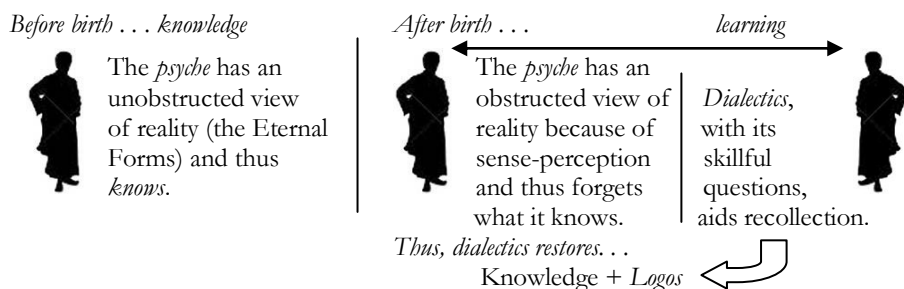 Before birth . . . knowledge
The psyche has an
unobstructed view
of reality (the Eternal
Forms) and thus
knows.
After birth . . .
learning
The psyche has an
obstructed view of
reality because of
sense-perception
and thus forgets
what it knows.
Dialectics,
with its
skillful
questions,
aids recollection.
Thus, dialectics restores. . .
Knowledge + Logos